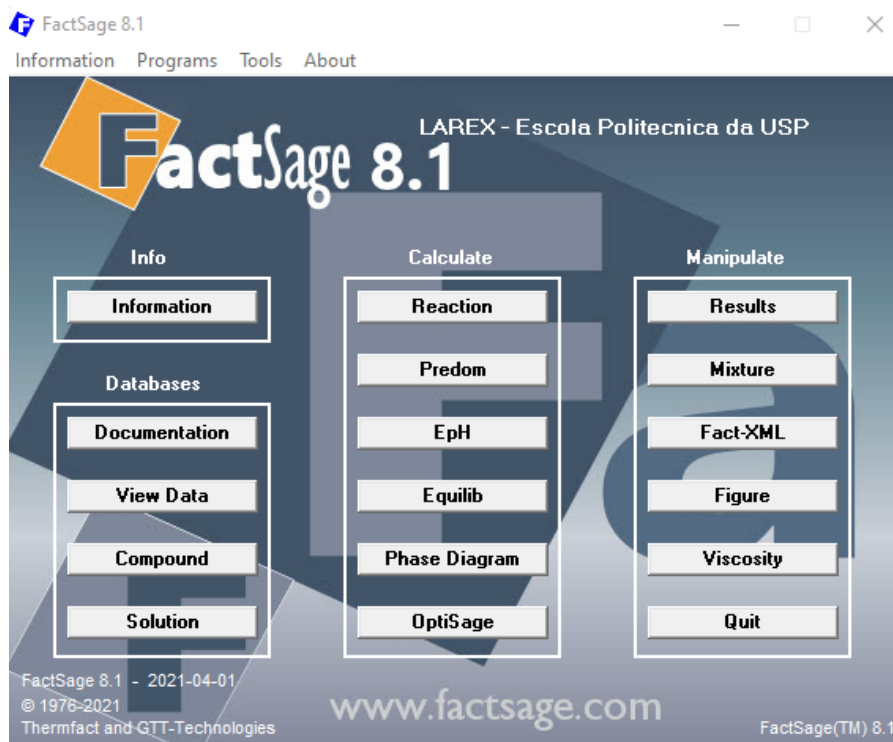 FactSage 8.1
Information Programs Tools About
LAREX - Escola Politecnica da USP
FactSage 8.1
Info
Information
Databases
Documentation
View Data
Compound
Solution
Calculate
Reaction
Predom
EpH
Equilib
Phase Diagram
OptiSage
Manipulate
Results
Mixture
Fact-XML
Figure
Viscosity
Quit
FactSage 8.1 - 2021-04-01
© 1976-2021
Thermfact and GTT-Technologies
www.factsage.com
FactSage(TM) 8.1